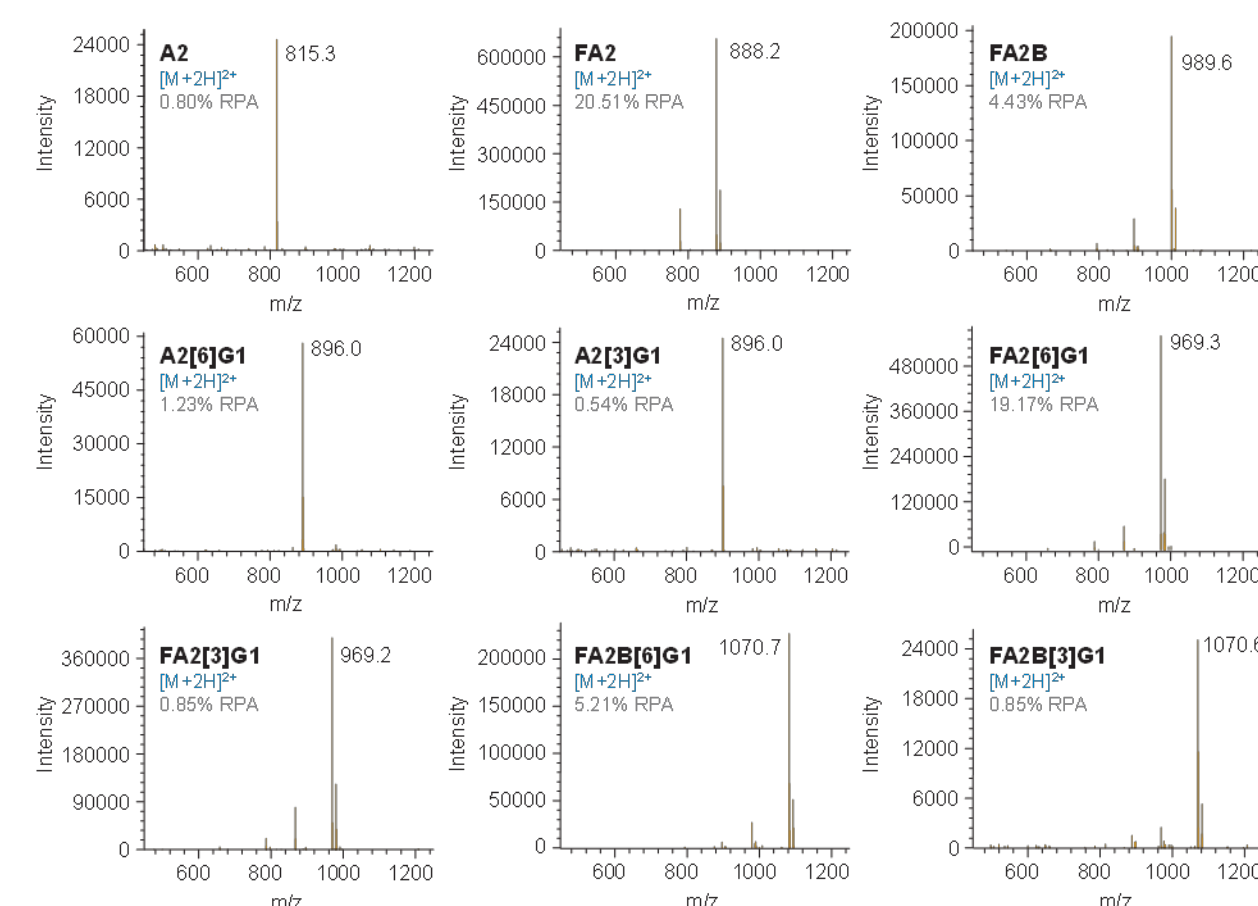 A2
[M+2H]²⁺
0.80% RPA
815.3
24000
18000
12000
6000
0
Intensity
600 800 1000 1200
m/z
FA2
[M+2H]²⁺
20.51% RPA
888.2
600000
450000
300000
150000
0
Intensity
600 800 1000 1200
m/z
FA2B
[M+2H]²⁺
4.43% RPA
989.6
200000
150000
100000
50000
0
Intensity
600 800 1000 1200
m/z
A2[6]G1
[M+2H]²⁺
1.23% RPA
896.0
60000
45000
30000
15000
0
Intensity
600 800 1000 1200
m/z
A2[3]G1
[M+2H]²⁺
0.54% RPA
896.0
24000
18000
12000
6000
0
Intensity
600 800 1000 1200
m/z
FA2[6]G1
[M+2H]²⁺
19.17% RPA
969.3
480000
360000
240000
120000
0
Intensity
600 800 1000 1200
m/z
FA2[3]G1
[M+2H]²⁺
0.85% RPA
969.2
360000
270000
180000
90000
0
Intensity
600 800 1000 1200
m/z
FA2B[6]G1
[M+2H]²⁺
5.21% RPA
1070.7
200000
150000
100000
50000
0
Intensity
600 800 1000 1200
m/z
FA2B[3]G1
[M+2H]²⁺
0.85% RPA
1070.6
24000
18000
12000
6000
0
Intensity
600 800 1000 1200
m/z